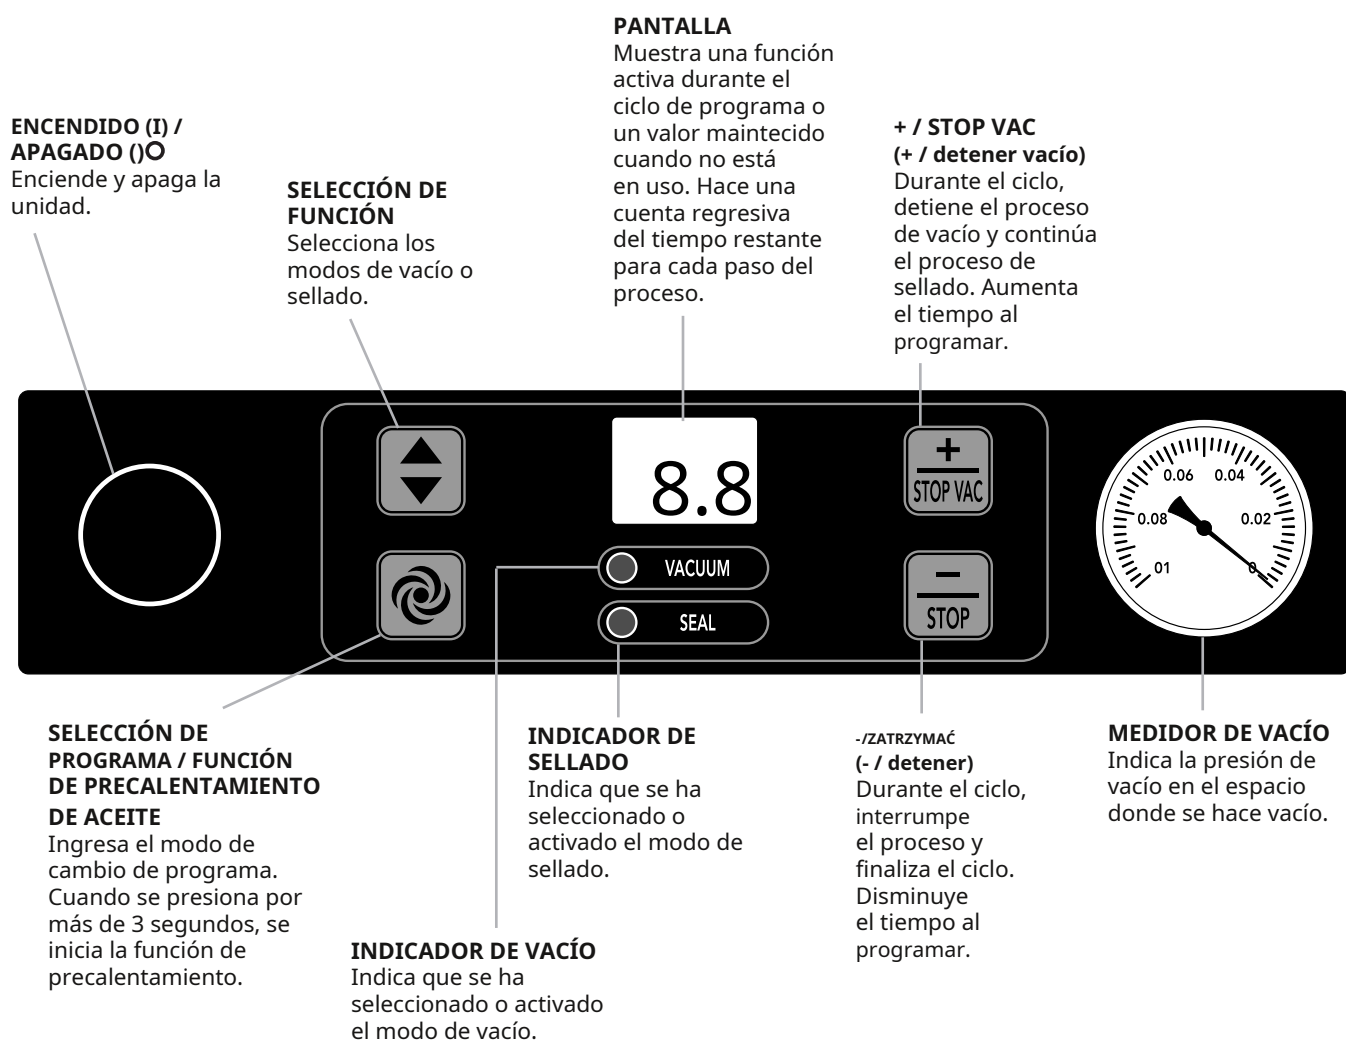 PANTALLA
Muestra una función
activa durante el
ciclo de programa o
un valor maintecido
cuando no está
en uso. Hace una
cuenta regresiva
del tiempo restante
para cada paso del
proceso.
ENCENDIDO (I) /
APAGADO ()O
Enciende y apaga la
unidad.
SELECCIÓN DE
FUNCIÓN
Selecciona los
modos de vacío o
sellado.
+ / STOP VAC
(+ / detener vacío)
Durante el ciclo,
detiene el proceso
de vacío y continúa
el proceso de
sellado. Aumenta
el tiempo al
programar.
8.8
+
STOP VAC
VACUUM
SEAL
-
STOP
0.06 0.04
0.08 0.02
01 0
SELECCIÓN DE
PROGRAMA / FUNCIÓN
DE PRECALENTAMIENTO
DE ACEITE
Ingresa el modo de
cambio de programa.
Cuando se presiona por
más de 3 segundos, se
inicia la función de
precalentamiento.
INDICADOR DE VACÍO
Indica que se ha
seleccionado o activado
el modo de vacío.
INDICADOR DE
SELLADO
Indica que se ha
seleccionado o
activado el modo de
sellado.
-/ZATRZYMAĆ
(- / detener)
Durante el ciclo,
interrumpe
el proceso y
finaliza el ciclo.
Disminuye
el tiempo al
programar.
MEDIDOR DE VACÍO
Indica la presión de
vacío en el espacio
donde se hace vacío.